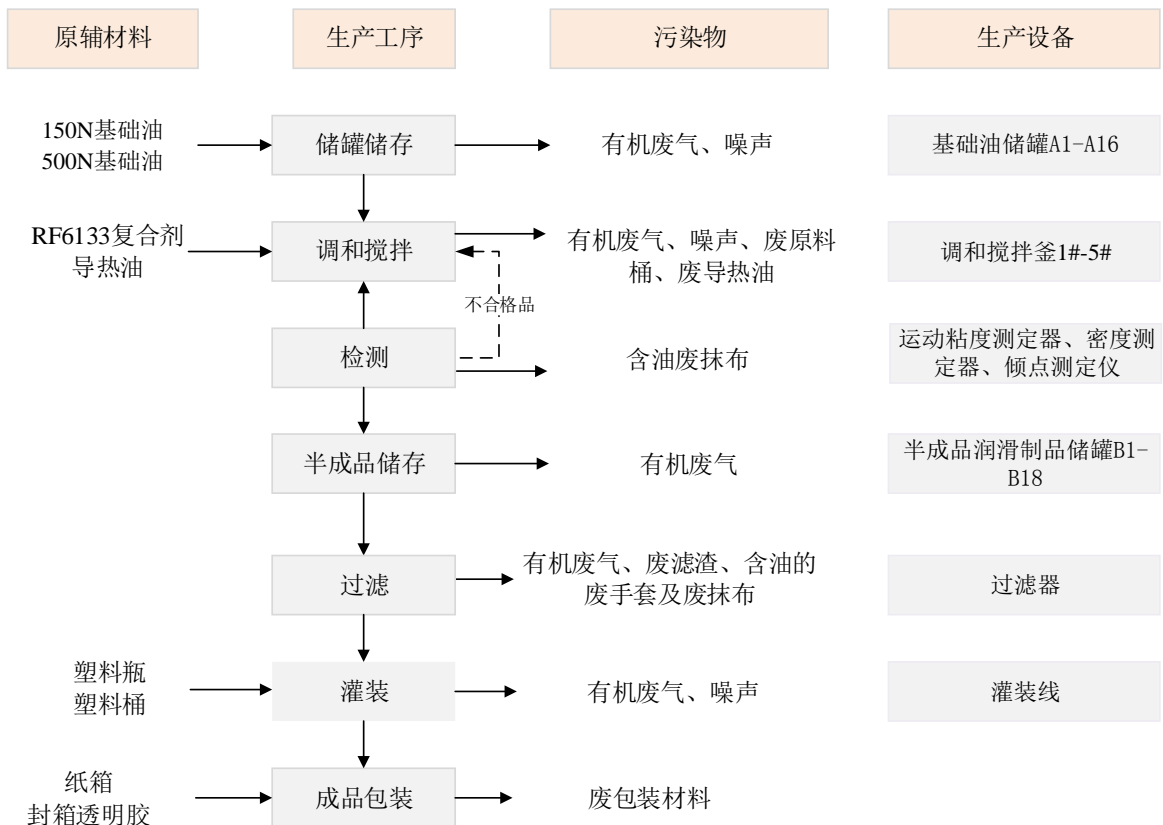 原辅材料
生产工序
污染物
生产设备
150N基础油
500N基础油
储罐储存
有机废气、噪声
基础油储罐A1-A16
RF6133复合剂
导热油
调和搅拌
有机废气、噪声、废原料
桶、废导热油
调和搅拌釜1#-5#
不合格品
检测
含油废抹布
运动粘度测定器、密度测
定器、倾点测定仪
半成品储存
有机废气
半成品润滑制品储罐B1-
B18
过滤
有机废气、废滤渣、含油的
废手套及废抹布
过滤器
塑料瓶
塑料桶
灌装
有机废气、噪声
灌装线
纸箱
封箱透明胶
成品包装
废包装材料